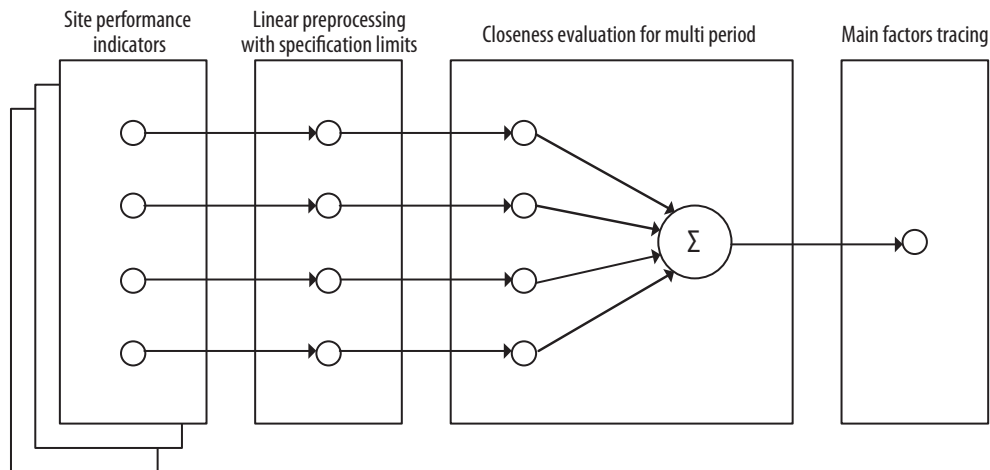 Site performance
indicators
Linear preprocessing
with specification limits
Closeness evaluation for multi period
Main factors tracing
Σ